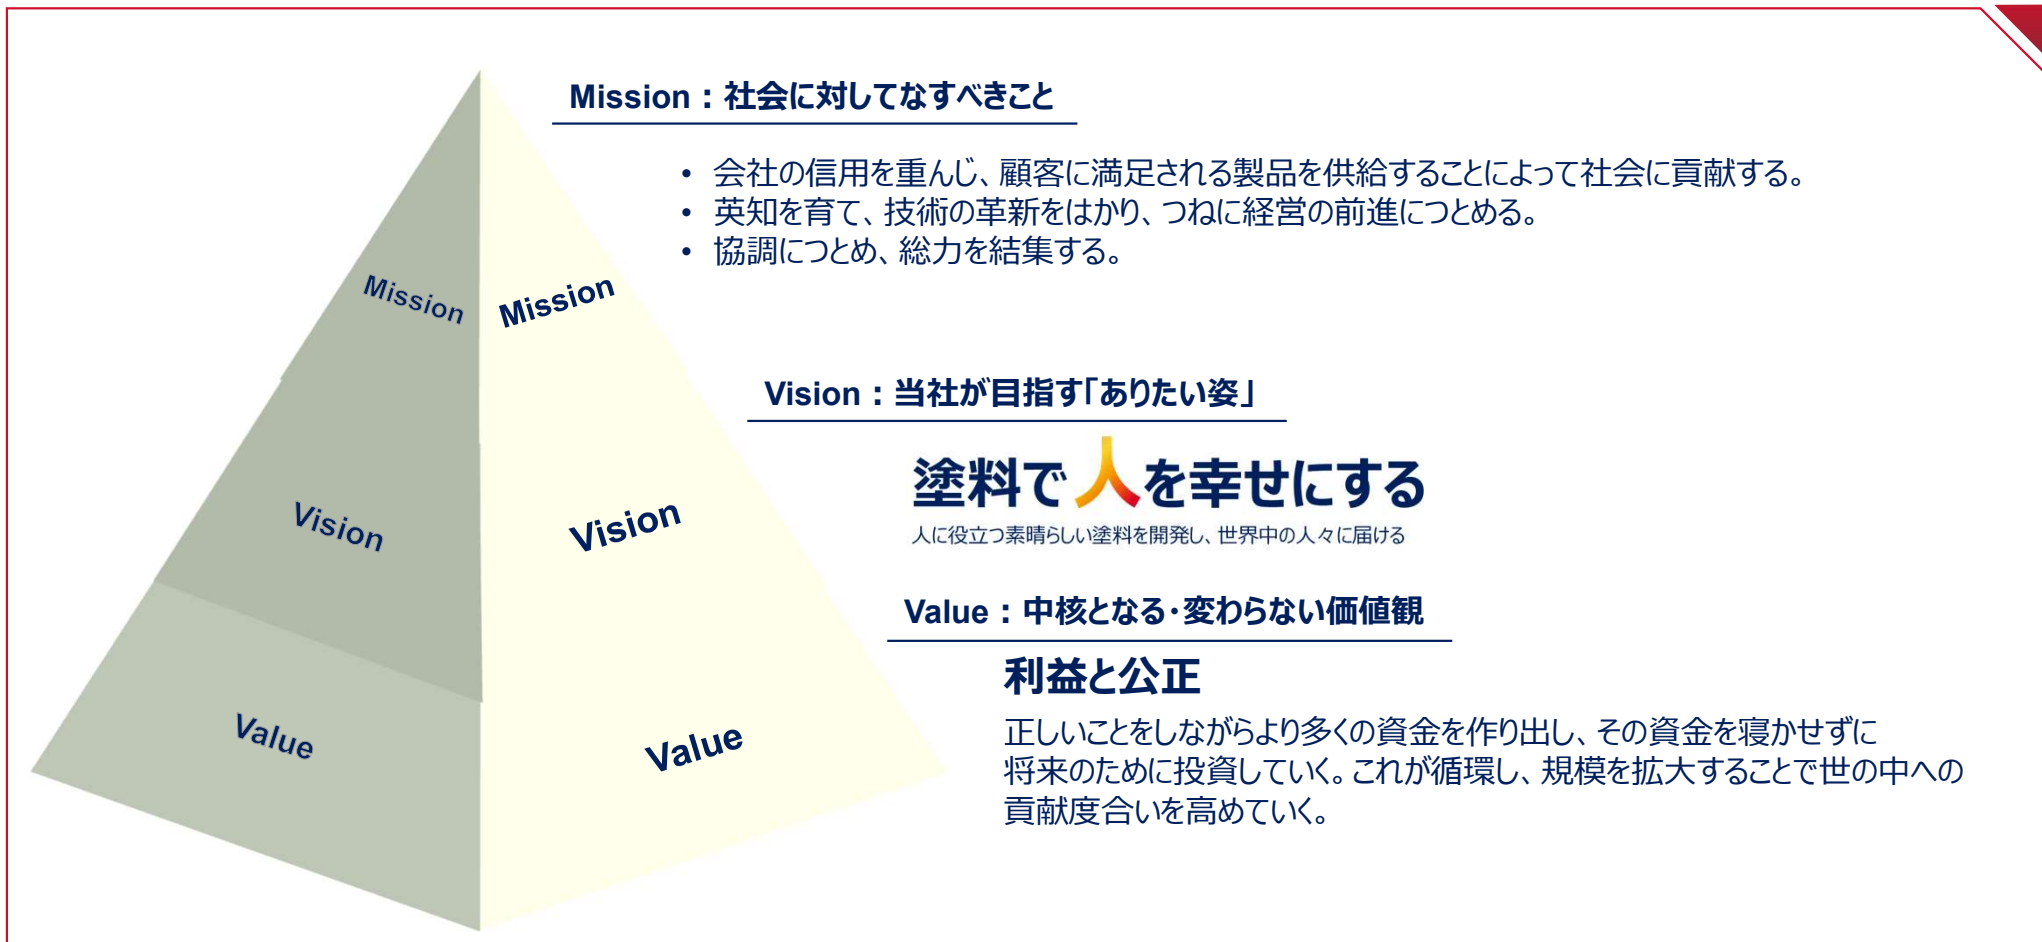 Mission：社会に対してなすべきこと
• 会社の信用を重んじ、顧客に満足される製品を供給することによって社会に貢献する。
• 英知を育て、技術の革新をはかり、つねに経営の前進につとめる。
• 協調につとめ、総力を結集する。
Mission
Mission
Vision：当社が目指す「ありたい姿」
塗料で人を幸せにする
人に役立つ素晴らしい塗料を開発し、世界中の人々に届ける
Vision
Vision
Value：中核となる・変わらない価値観
利益と公正
正しいことをしながらより多くの資金を作り出し、その資金を寝かせずに
将来のために投資していく。これが循環し、規模を拡大することで世の中への
貢献度合いを高めていく。
Value
Value